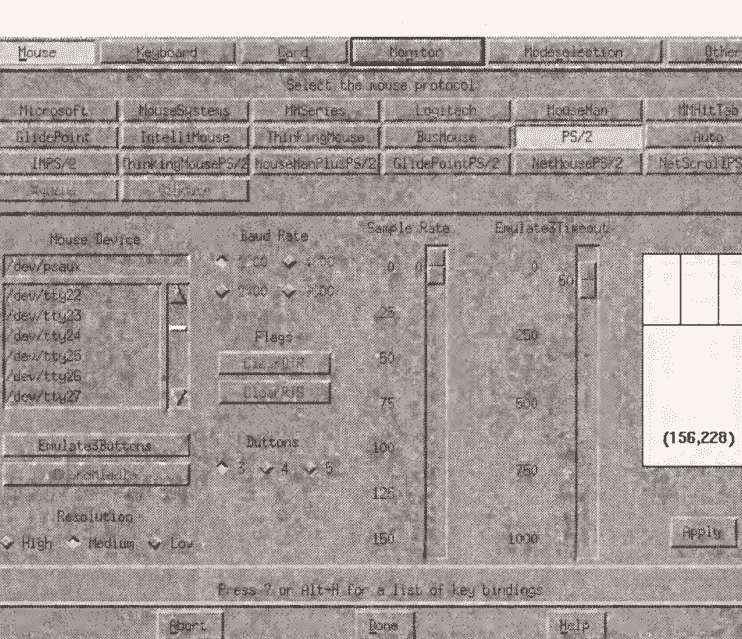 Mouse Keyboard Card Monitor Modeselection Other
Select the mouse protocol
Microsoft MouseSystems MMSeries Logitech MouseMan MMHitTab
GlidePoint IntelliMouse ThinkingMouse BusMouse PS/2 Auto
IMPS/2 ThinkingMousePS/2 MouseManPlusPS/2 GlidePointPS/2 NetMousePS/2 NetScrollPS
Mouse Device Baud Rate Sample Rate Emulate3Timeout
/dev/psaux 0 0 0 50
/dev/tty22
/dev/tty23 25
/dev/tty24 Flags 250
/dev/tty25 50
/dev/tty26 ClearDTR
/dev/tty27 ClearRTS 75 500
(156,228)
Emulate3Buttons Buttons 100
3 4 5 750
125
Resolution
High Medium Low 150 1000 Apply
Press ? or Alt-H for a list of key bindings
Abort Done Help